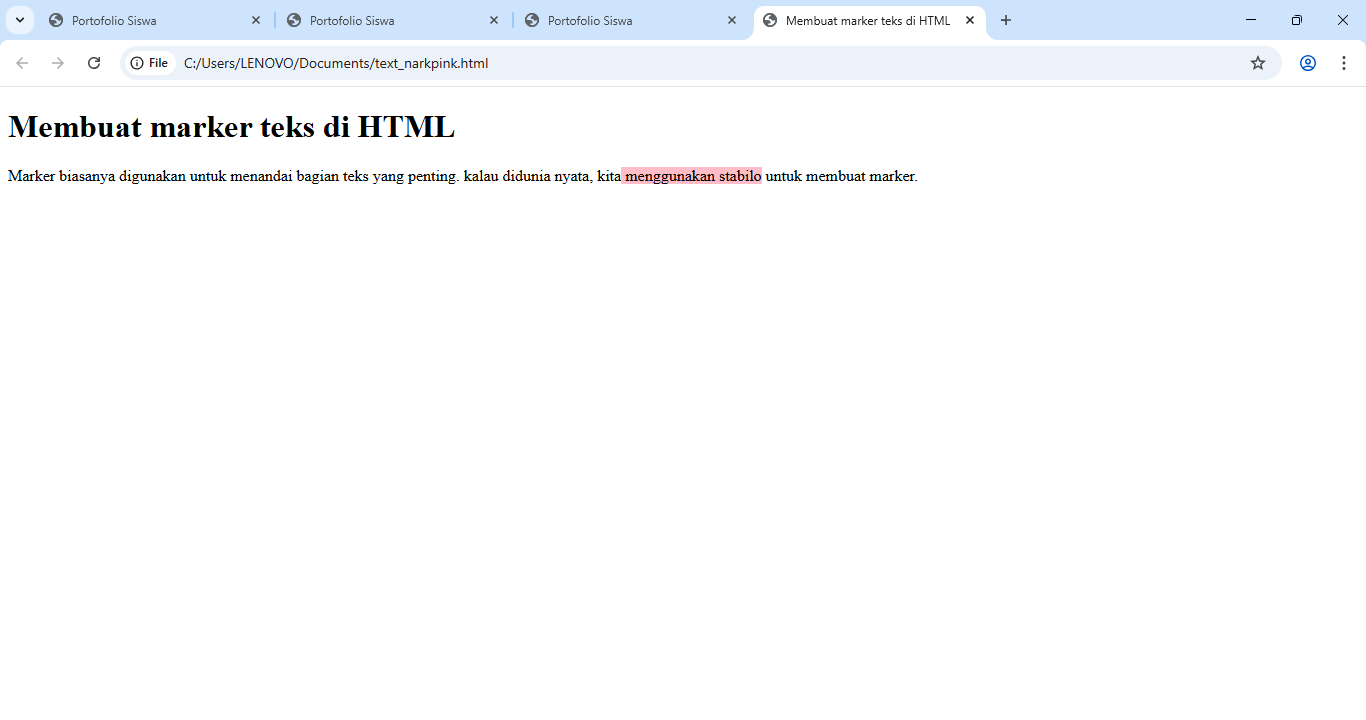 Portofolio Siswa
Portofolio Siswa
Portofolio Siswa
Membuat marker teks di HTML
File
C:/Users/LENOVO/Documents/text_narkpink.html
Membuat marker teks di HTML
Marker biasanya digunakan untuk menandai bagian teks yang penting. kalau didunia nyata, kita menggunakan stabilo untuk membuat marker.